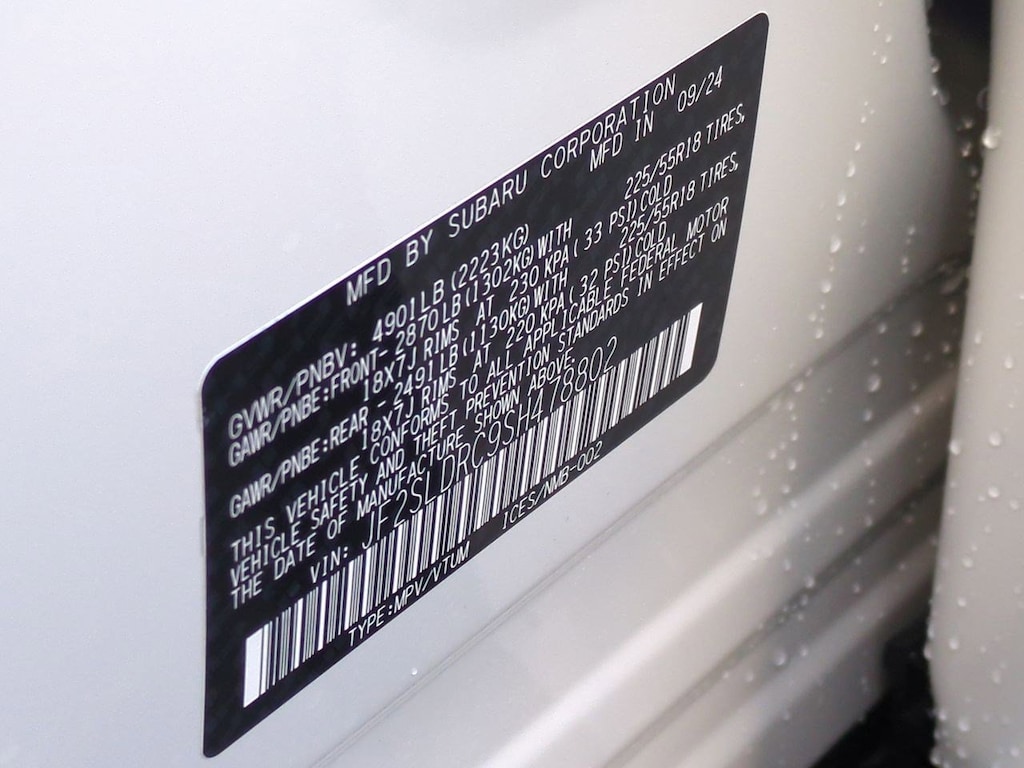 MFD BY SUBARU CORPORATION
MFD IN 09/24
GVWR/PNBV: 4901LB(2223KG)
GAWR/PNBE:FRONT-2870LB(1302KG)WITH 225/55R18 TIRES,
18X7J RIMS AT 230 KPA(33 PSI)COLD
GAWR/PNBE:REAR -2491LB(1130KG)WITH 225/55R18 TIRES,
18X7J RIMS AT 220 KPA(32 PSI)COLD
THIS VEHICLE CONFORMS TO ALL APPLICABLE FEDERAL MOTOR
VEHICLE SAFETY AND THEFT PREVENTION STANDARDS IN EFFECT ON
THE DATE OF MANUFACTURE SHOWN ABOVE.
VIN: JF2SLDRC9SH478802
TYPE:MPV/VTUM ICES/NMB-002